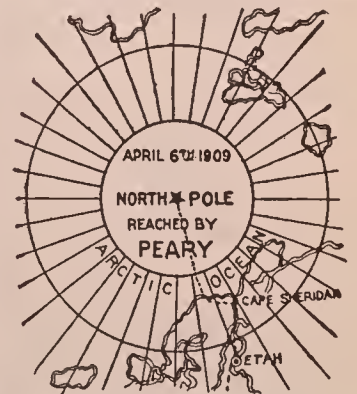 APRIL 6TH 1909
NORTH POLE
REACHED BY
PEARY
ARCTIC OCEAN
CAPE SHERIDAN
ETAH